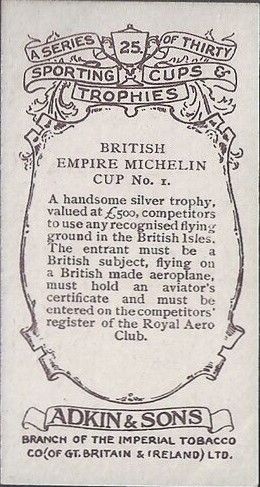 A SERIES 25. OF THIRTY
SPORTING CUPS &
TROPHIES
BRITISH
EMPIRE MICHELIN
CUP No. 1.
A handsome silver trophy,
valued at £500, competitors
to use any recognised flying
ground in the British Isles.
The entrant must be a
British subject, flying on
a British made aeroplane,
must hold an aviator's
certificate and must be
entered on the competitors'
register of the Royal Aero
Club.
ADKIN & SONS
BRANCH OF THE IMPERIAL TOBACCO
CO (OF GT. BRITAIN & IRELAND) LTD.